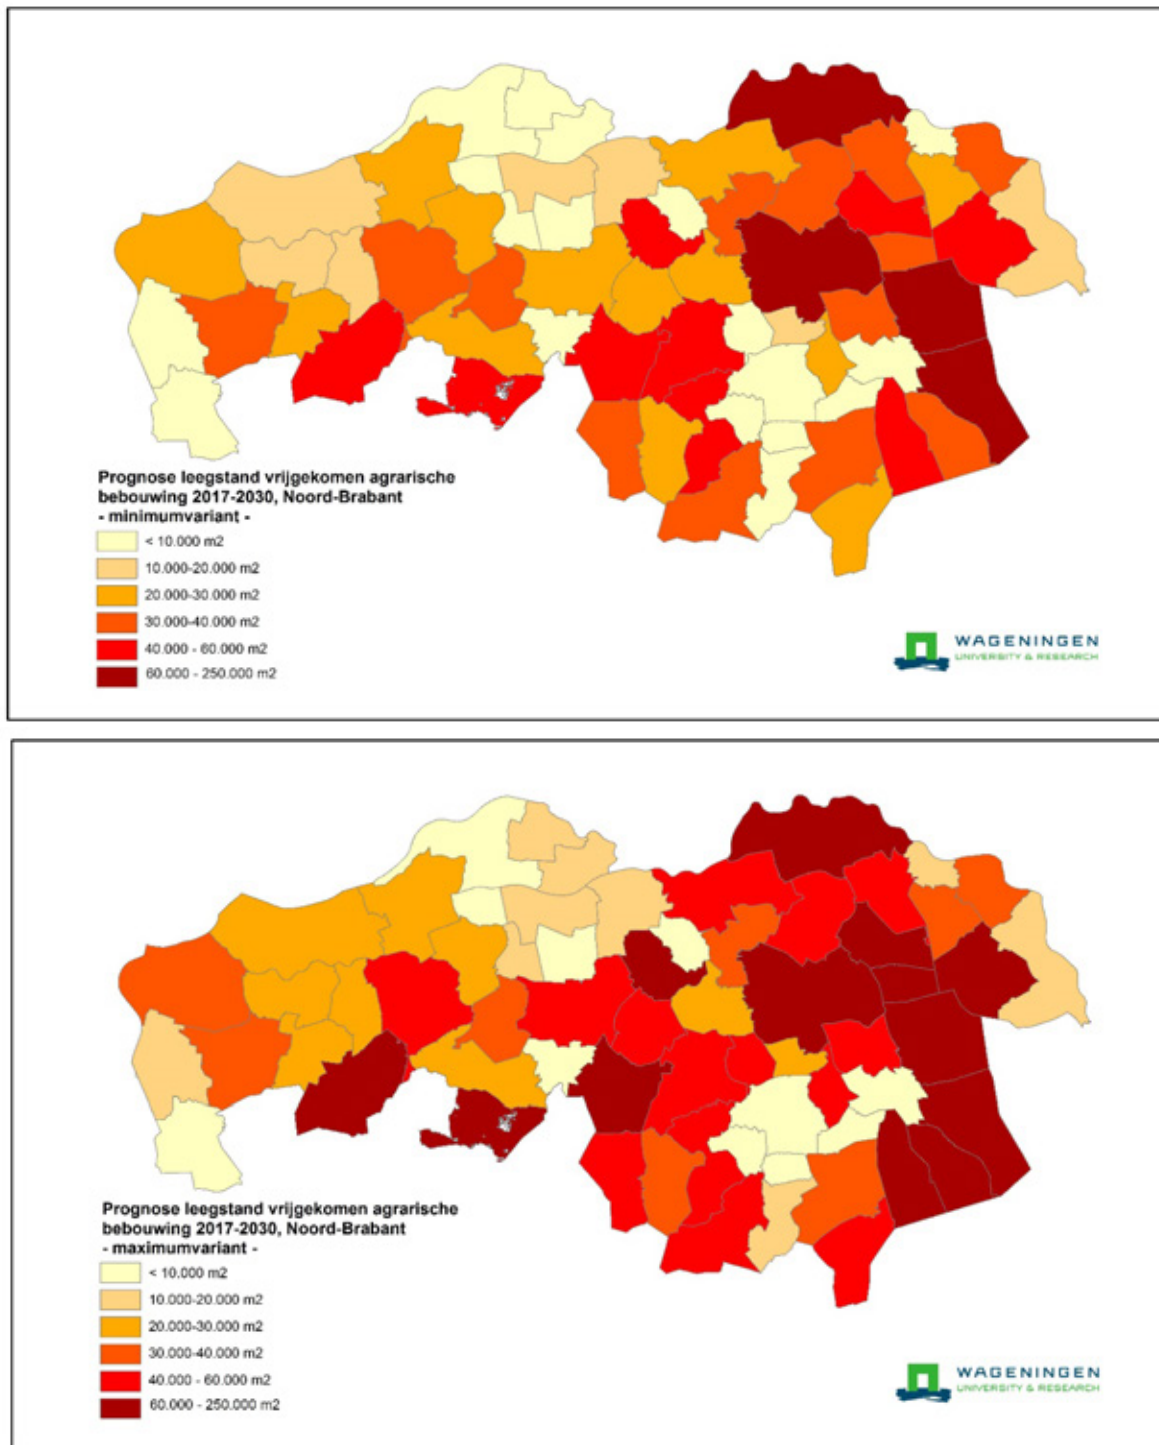 Prognose leegstand vrijgekomen agrarische
bebouwing 2017-2030, Noord-Brabant
- minimumvariant -
< 10.000 m2
10.000-20.000 m2
20.000-30.000 m2
30.000-40.000 m2
40.000 - 60.000 m2
60.000 - 250.000 m2
WAGENINGEN
UNIVERSITY & RESEARCH
Prognose leegstand vrijgekomen agrarische
bebouwing 2017-2030, Noord-Brabant
- maximumvariant -
< 10.000 m2
10.000-20.000 m2
20.000-30.000 m2
30.000-40.000 m2
40.000 - 60.000 m2
60.000 - 250.000 m2
WAGENINGEN
UNIVERSITY & RESEARCH